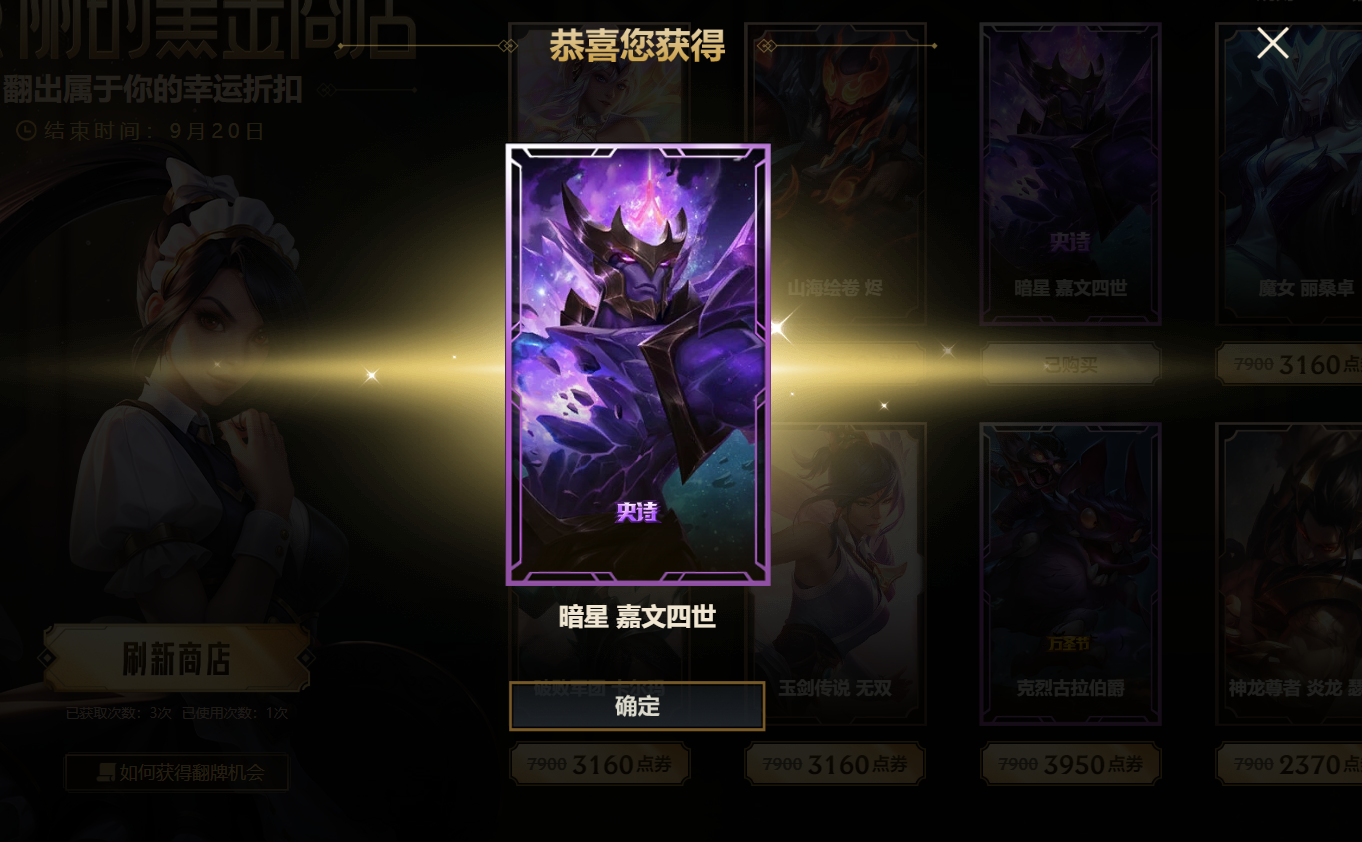 恭喜您获得
翻出属于你的幸运折扣
结束时间：9月20日
史诗
山海绘卷 烬
暗星 嘉文四世
魔女 丽桑卓
已购买
7900 3160点
史诗
暗星 嘉文四世
确定
刷新商店
已获取次数：3次 已使用次数：1次
如何获得翻牌机会
万圣节
玉剑传说 无双
克烈古拉伯爵
神龙尊者 炎龙
7900 3160点券
7900 3160点券
7900 3950点券
7900 2370点